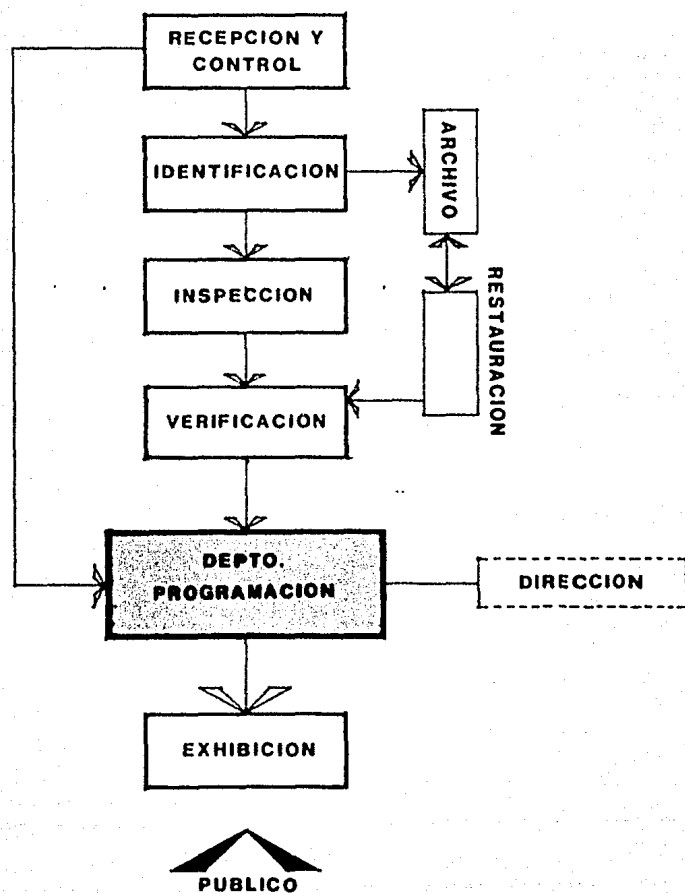 RECEPCION Y
CONTROL
IDENTIFICACION
ARCHIVO
INSPECCION
RESTAURACION
VERIFICACION
DEPTO.
PROGRAMACION
DIRECCION
EXHIBICION
PUBLICO